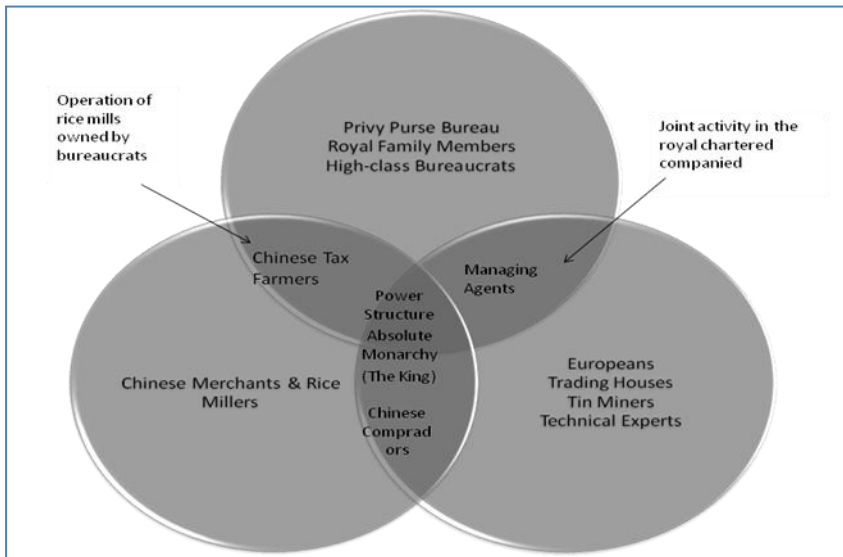 Operation of
rice mills
owned by
bureaucrats
Privy Purse Bureau
Royal Family Members
High-class Bureaucrats
Joint activity in the
royal chartered
companied
Chinese Tax
Farmers
Managing
Agents
Power
Structure
Absolute
Monarchy
(The King)
Chinese
Comprad
ors
Chinese Merchants & Rice
Millers
Europeans
Trading Houses
Tin Miners
Technical Experts